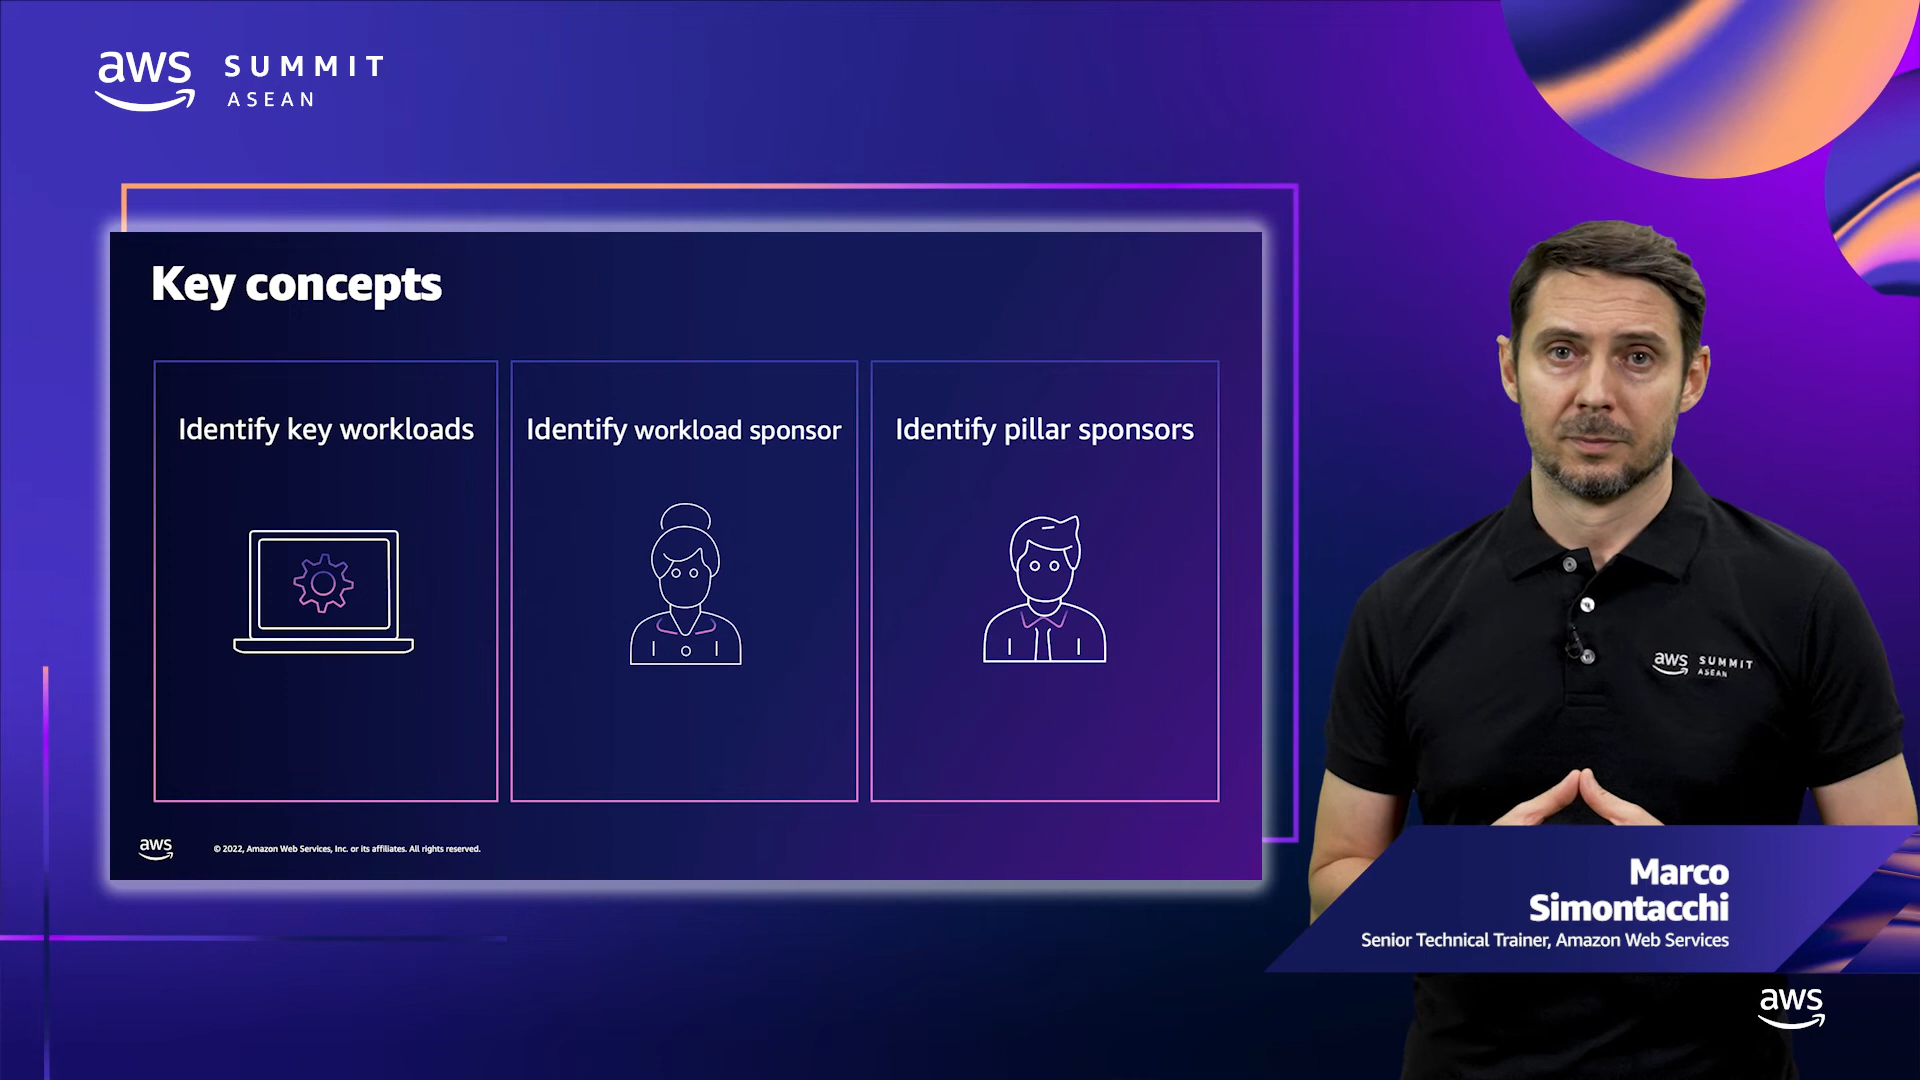 aws SUMMIT
ASEAN
Key concepts
Identify key workloads
Identify workload sponsor
Identify pillar sponsors
aws
© 2022, Amazon Web Services, Inc. or its affiliates. All rights reserved.
aws SUMMIT
ASEAN
Marco
Simontacchi
Senior Technical Trainer, Amazon Web Services
aws